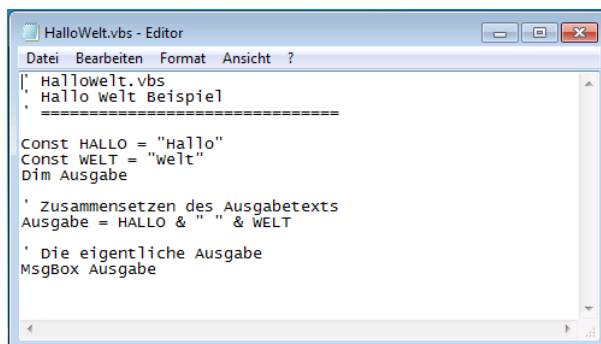 HalloWelt.vbs - Editor
Datei Bearbeiten Format Ansicht ?
' HalloWelt.vbs
' Hallo Welt Beispiel
' ===============================
Const HALLO = "Hallo"
Const WELT = "Welt"
Dim Ausgabe
' Zusammensetzen des Ausgabetexts
Ausgabe = HALLO & " " & WELT
' Die eigentliche Ausgabe
MsgBox Ausgabe